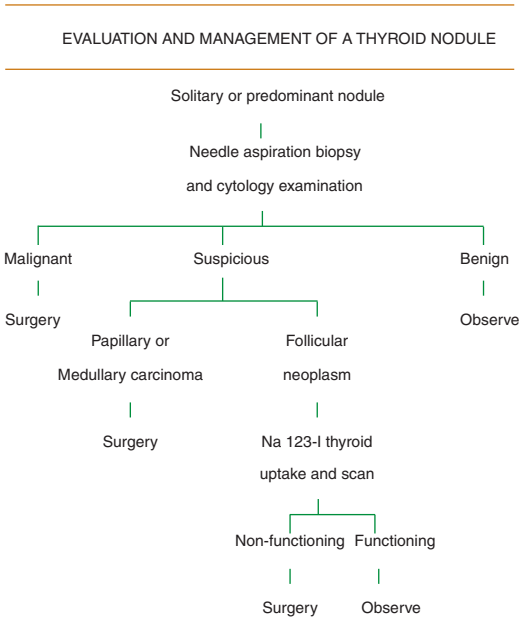 EVALUATION AND MANAGEMENT OF A THYROID NODULE
Solitary or predominant nodule
Needle aspiration biopsy
and cytology examination
Malignant Suspicious Benign
Surgery Observe
Papillary or Follicular
Medullary carcinoma neoplasm
Surgery Na 123-I thyroid
uptake and scan
Non-functioning Functioning
Surgery Observe